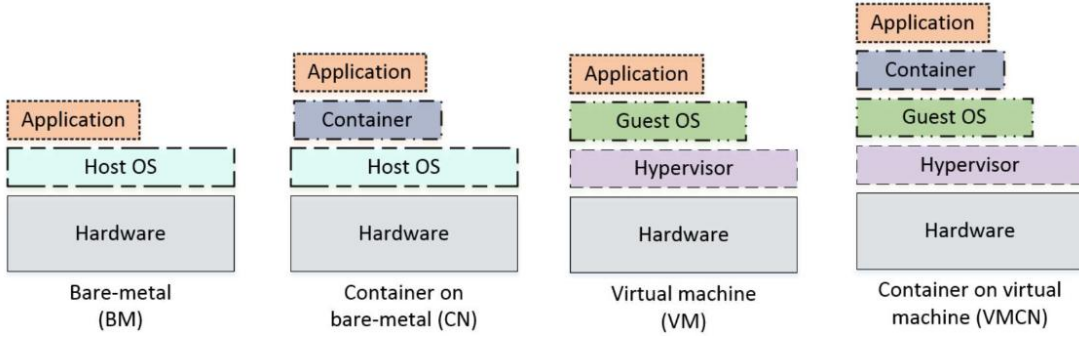 Application
Host OS
Hardware
Bare-metal
(BM)
Application
Container
Host OS
Hardware
Container on
bare-metal (CN)
Application
Guest OS
Hypervisor
Hardware
Virtual machine
(VM)
Application
Container
Guest OS
Hypervisor
Hardware
Container on virtual
machine (VMCN)